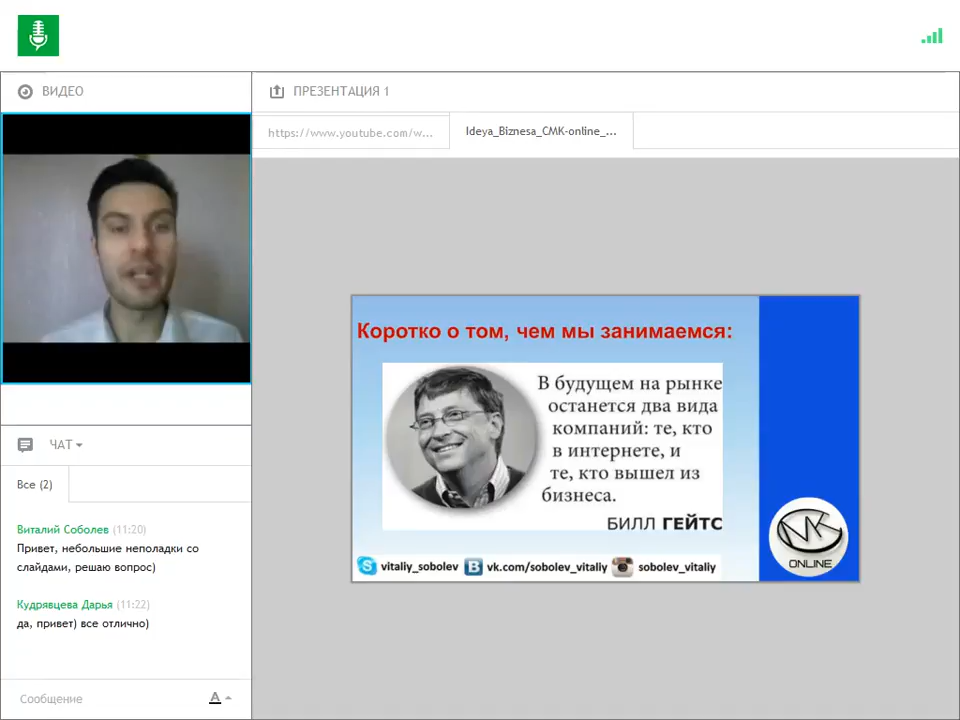 ВИДЕО
ПРЕЗЕНТАЦИЯ 1
https://www.youtube.com/w...
Ideya_Biznesa_CMK-online_...
Коротко о том, чем мы занимаемся:
В будущем на рынке
останется два вида
компаний: те, кто
в интернете, и
те, кто вышел из
бизнеса.
БИЛЛ ГЕЙТС
vitaliy_sobolev
vk.com/sobolev_vitaliy
sobolev_vitaliy
ONLINE
ЧАТ
Все (2)
Виталий Соболев (11:20)
Привет, небольшие неполадки со
слайдами, решаю вопрос)
Кудрявцева Дарья (11:22)
да, привет) все отлично)
Сообщение
A